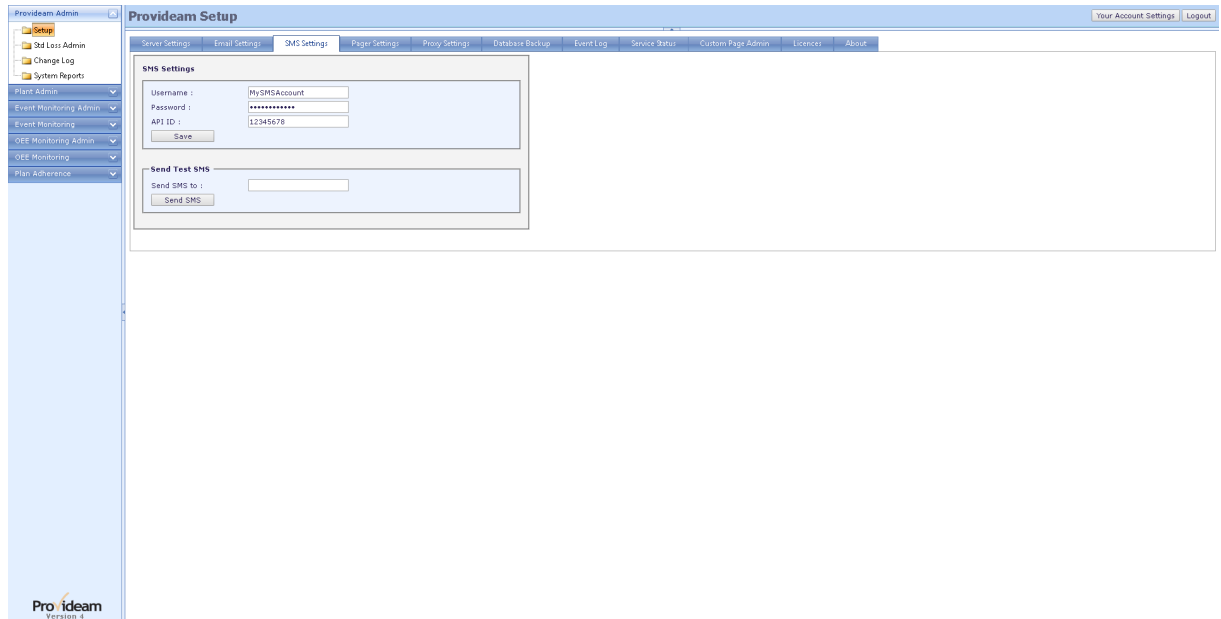 Provideam Admin
Setup
Std Loss Admin
Change Log
System Reports
Plant Admin
Event Monitoring Admin
Event Monitoring
OEE Monitoring Admin
OEE Monitoring
Plan Adherence
Provideam
Version 4
Provideam Setup
Your Account Settings Logout
Server Settings Email Settings SMS Settings Pager Settings Proxy Settings Database Backup Event Log Service Status Custom Page Admin Licences About
SMS Settings
Username : MySMSAccount
Password : ••••••••••••
API ID : 12345678
Save
Send Test SMS
Send SMS to :
Send SMS